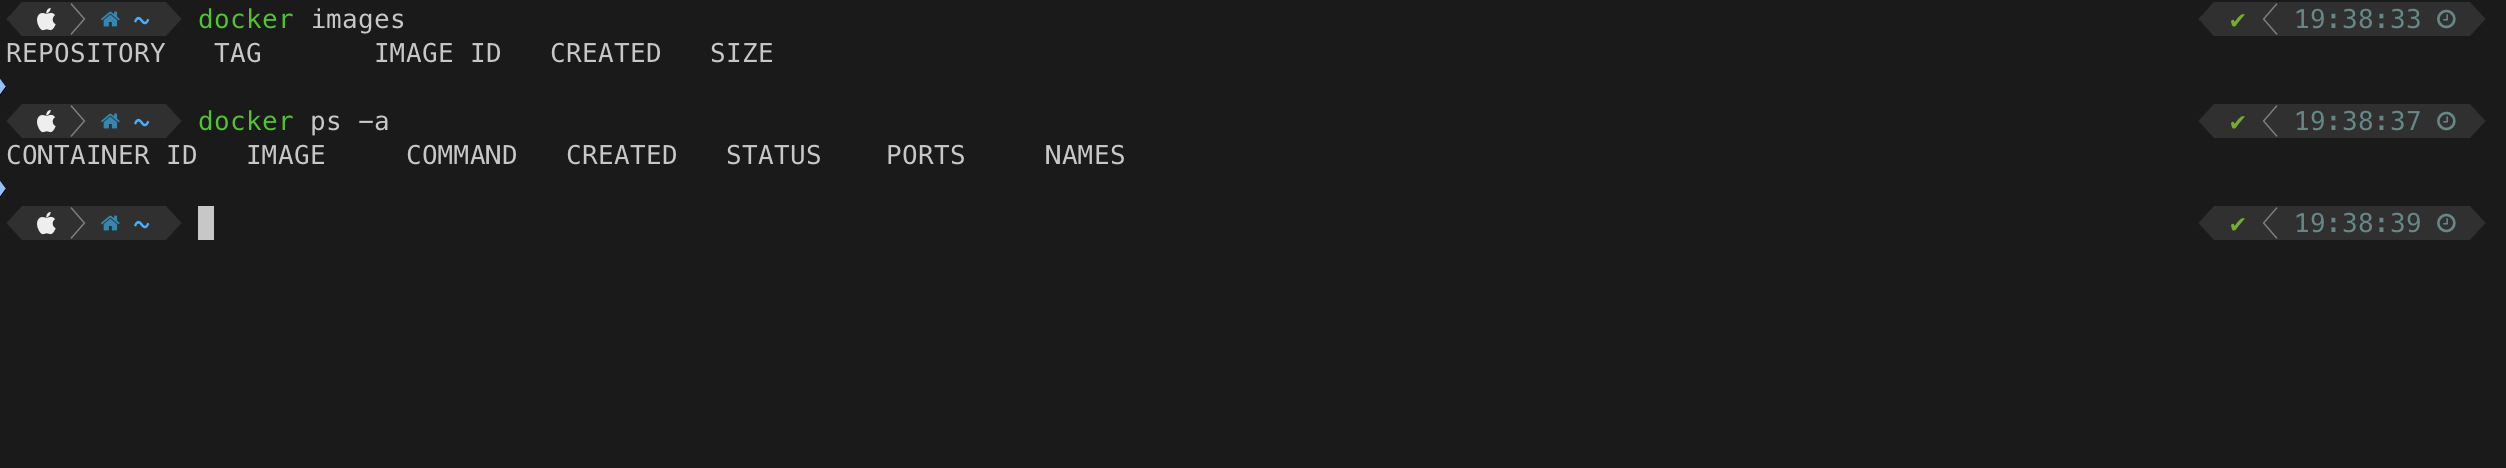 ~ docker images ✔ 19:38:33
REPOSITORY TAG IMAGE ID CREATED SIZE
~ docker ps -a ✔ 19:38:37
CONTAINER ID IMAGE COMMAND CREATED STATUS PORTS NAMES
~ ✔ 19:38:39